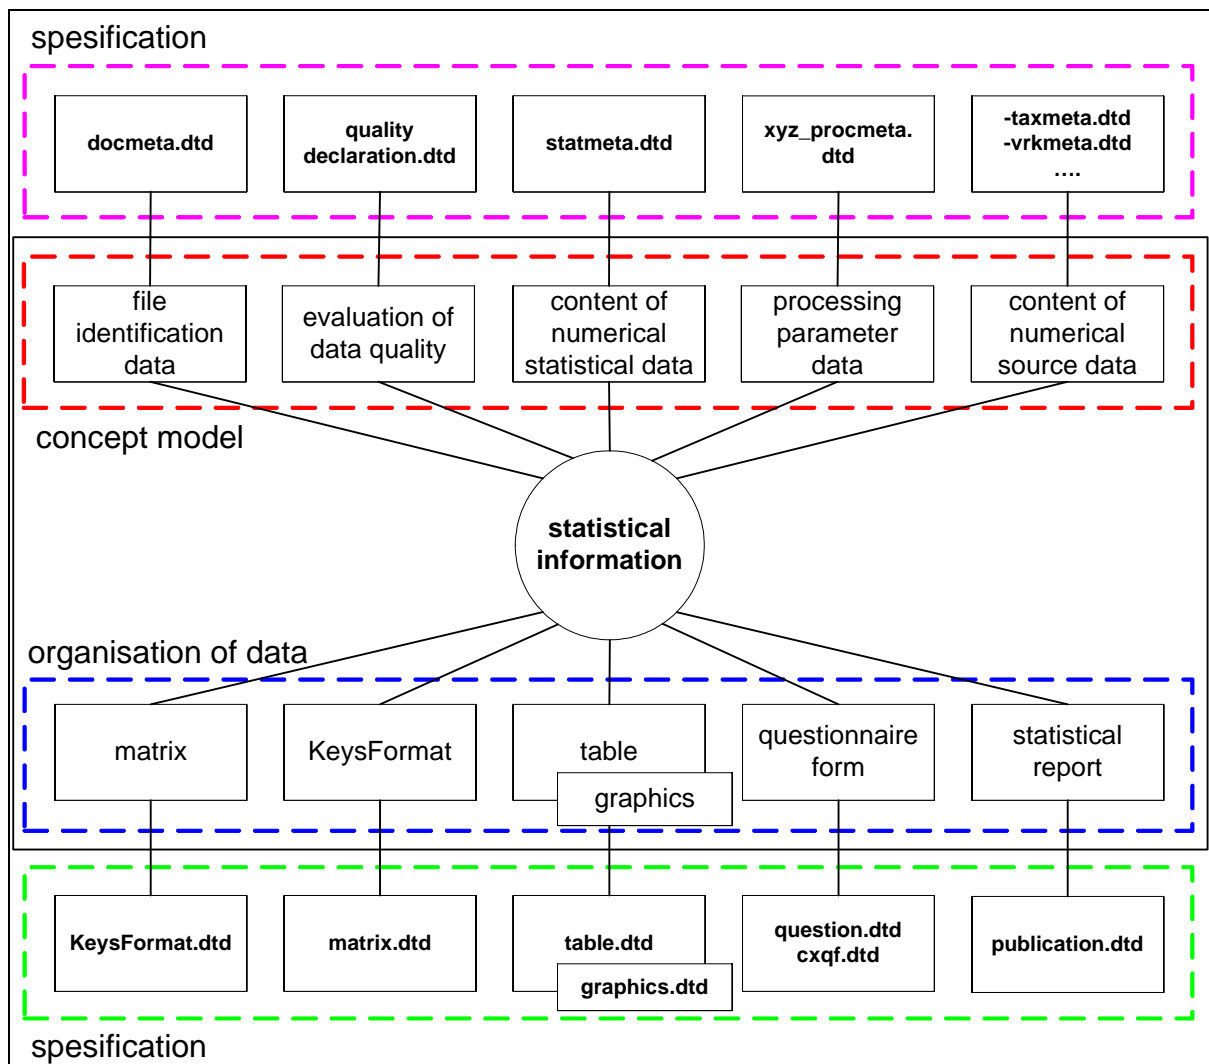 spesification
docmeta.dtd
quality
declaration.dtd
statmeta.dtd
xyz_procmeta.
dtd
-taxmeta.dtd
-vrkmeta.dtd
....
file
identification
data
evaluation of
data quality
content of
numerical
statistical data
processing
parameter
data
content of
numerical
source data
concept model
statistical
information
organisation of data
matrix
KeysFormat
table
graphics
questionnaire
form
statistical
report
KeysFormat.dtd
matrix.dtd
table.dtd
graphics.dtd
question.dtd
cxqf.dtd
publication.dtd
spesification